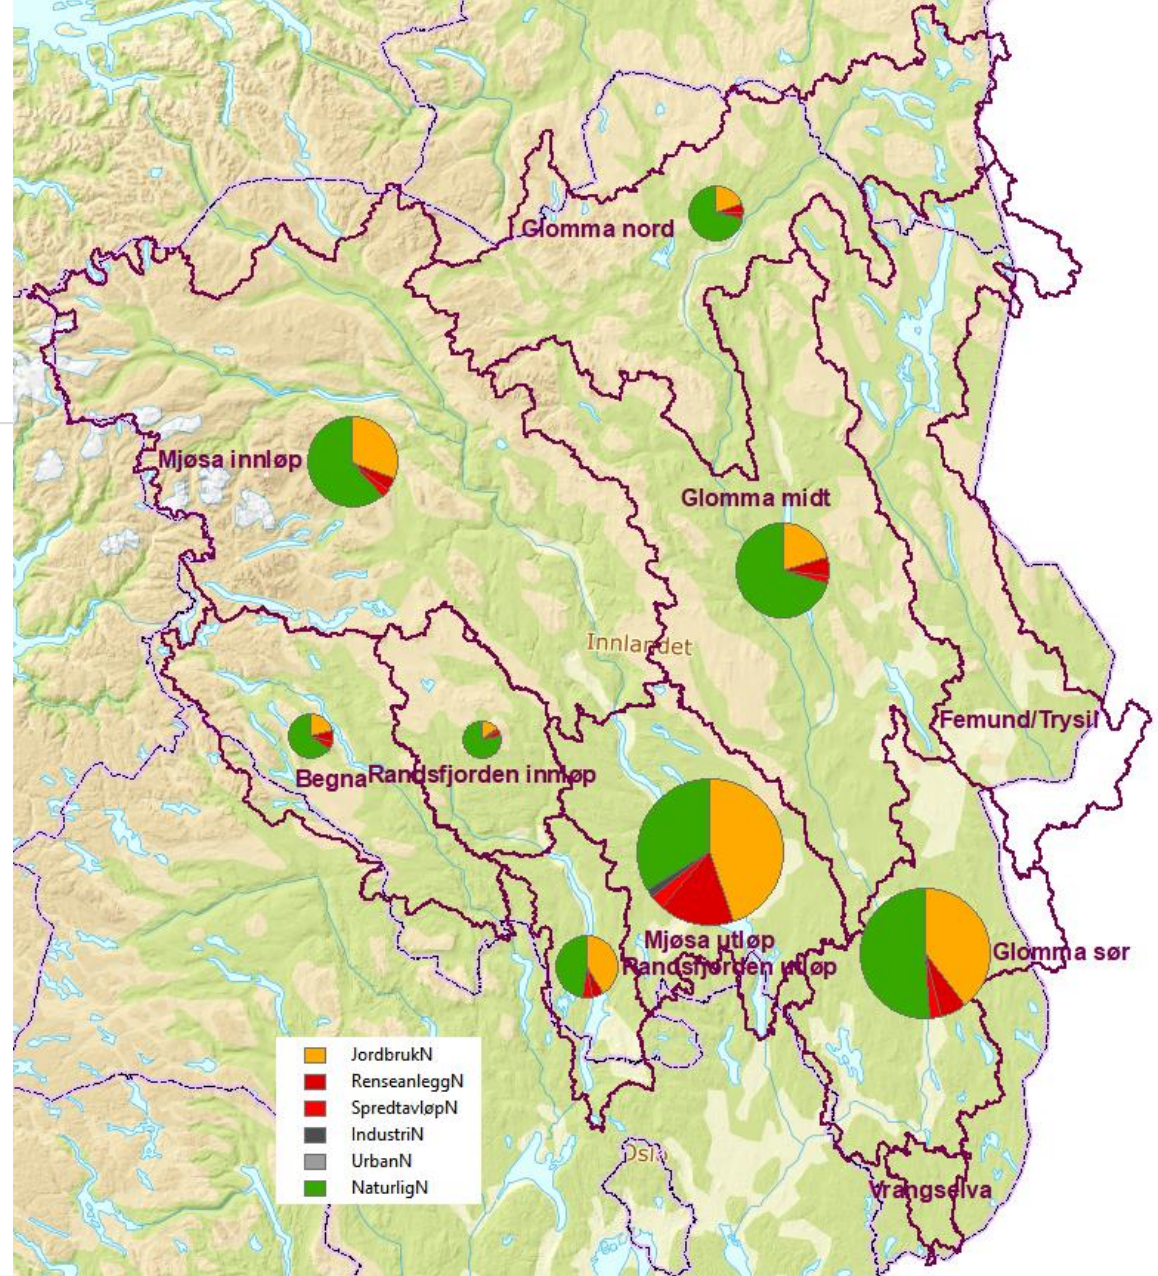 Glomma nord
Mjøsa innløp
Glomma midt
Innlandet
Femund/Trysil
Begna
Randsfjorden innløp
Mjøsa utløp
Randsfjorden utløp
Glomma sør
JordbrukN
RenseanleggN
SpredtavløpN
IndustriN
UrbanN
NaturligN
Oslo
Vrangselva